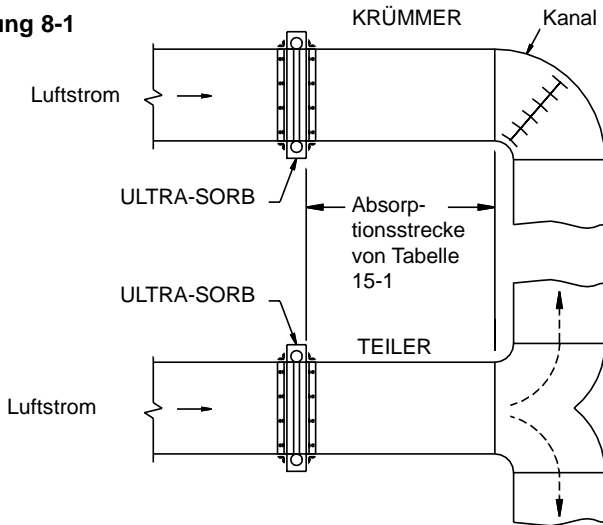 ung 8-1
KRÜMMER
Kanal
Luftstrom
ULTRA-SORB
Absorp-
tionsstrecke
von Tabelle
15-1
ULTRA-SORB
TEILER
Luftstrom